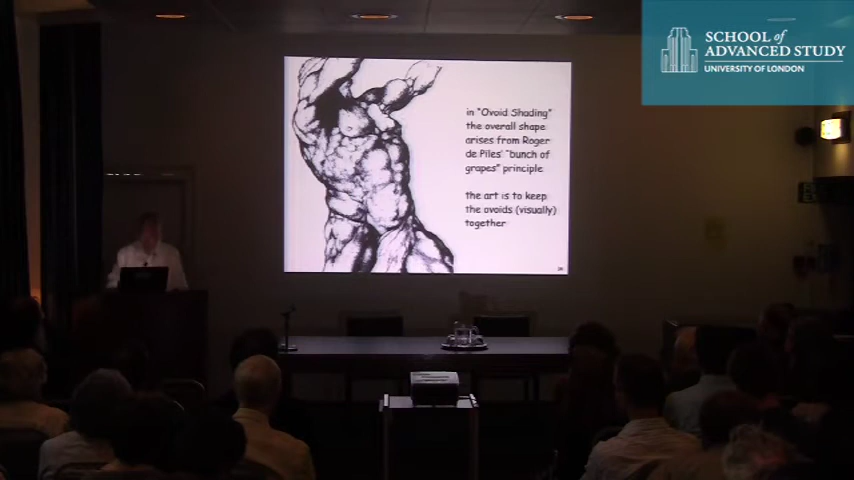 SCHOOL of
ADVANCED STUDY
UNIVERSITY OF LONDON
in "Ovoid Shading"
the overall shape
arises from Roger
de Piles' "bunch of
grapes" principle
the art is to keep
the ovoids (visually)
together